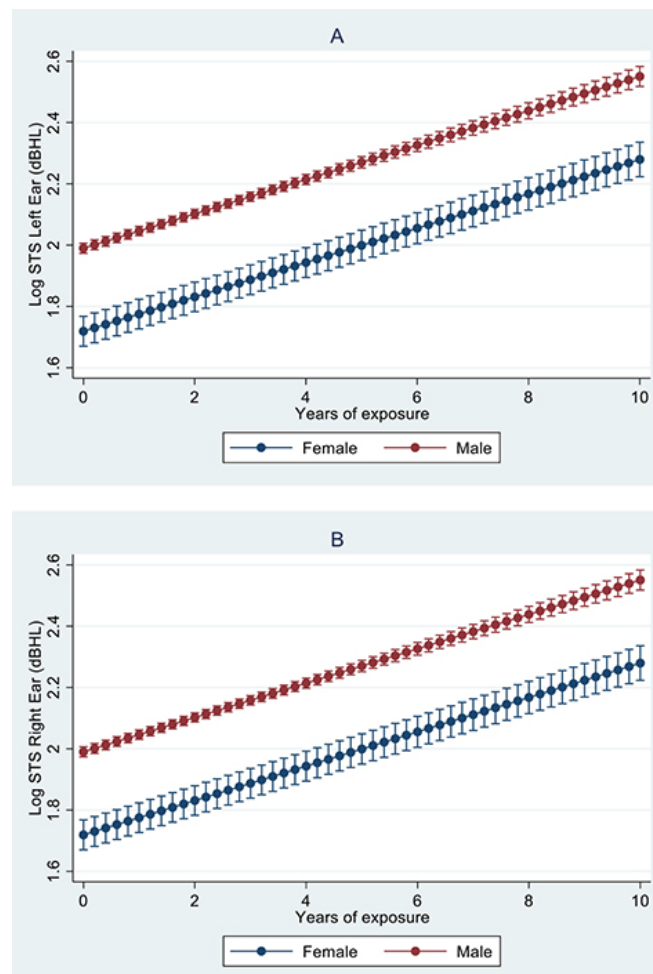 A
Log STS Left Ear (dBHL)
2.6
2.4
2.2
2
1.8
1.6
0 2 4 6 8 10
Years of exposure
Female Male
B
Log STS Right Ear (dBHL)
2.6
2.4
2.2
2
1.8
1.6
0 2 4 6 8 10
Years of exposure
Female Male